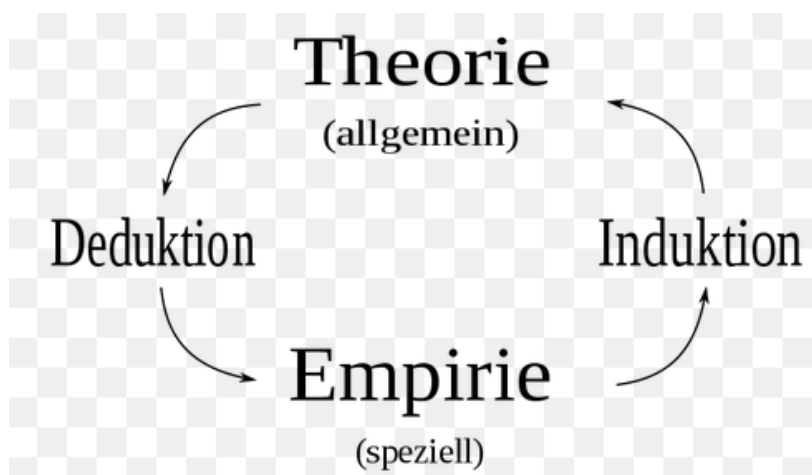 Theorie
(allgemein)
Deduktion
Induktion
Empirie
(speziell)